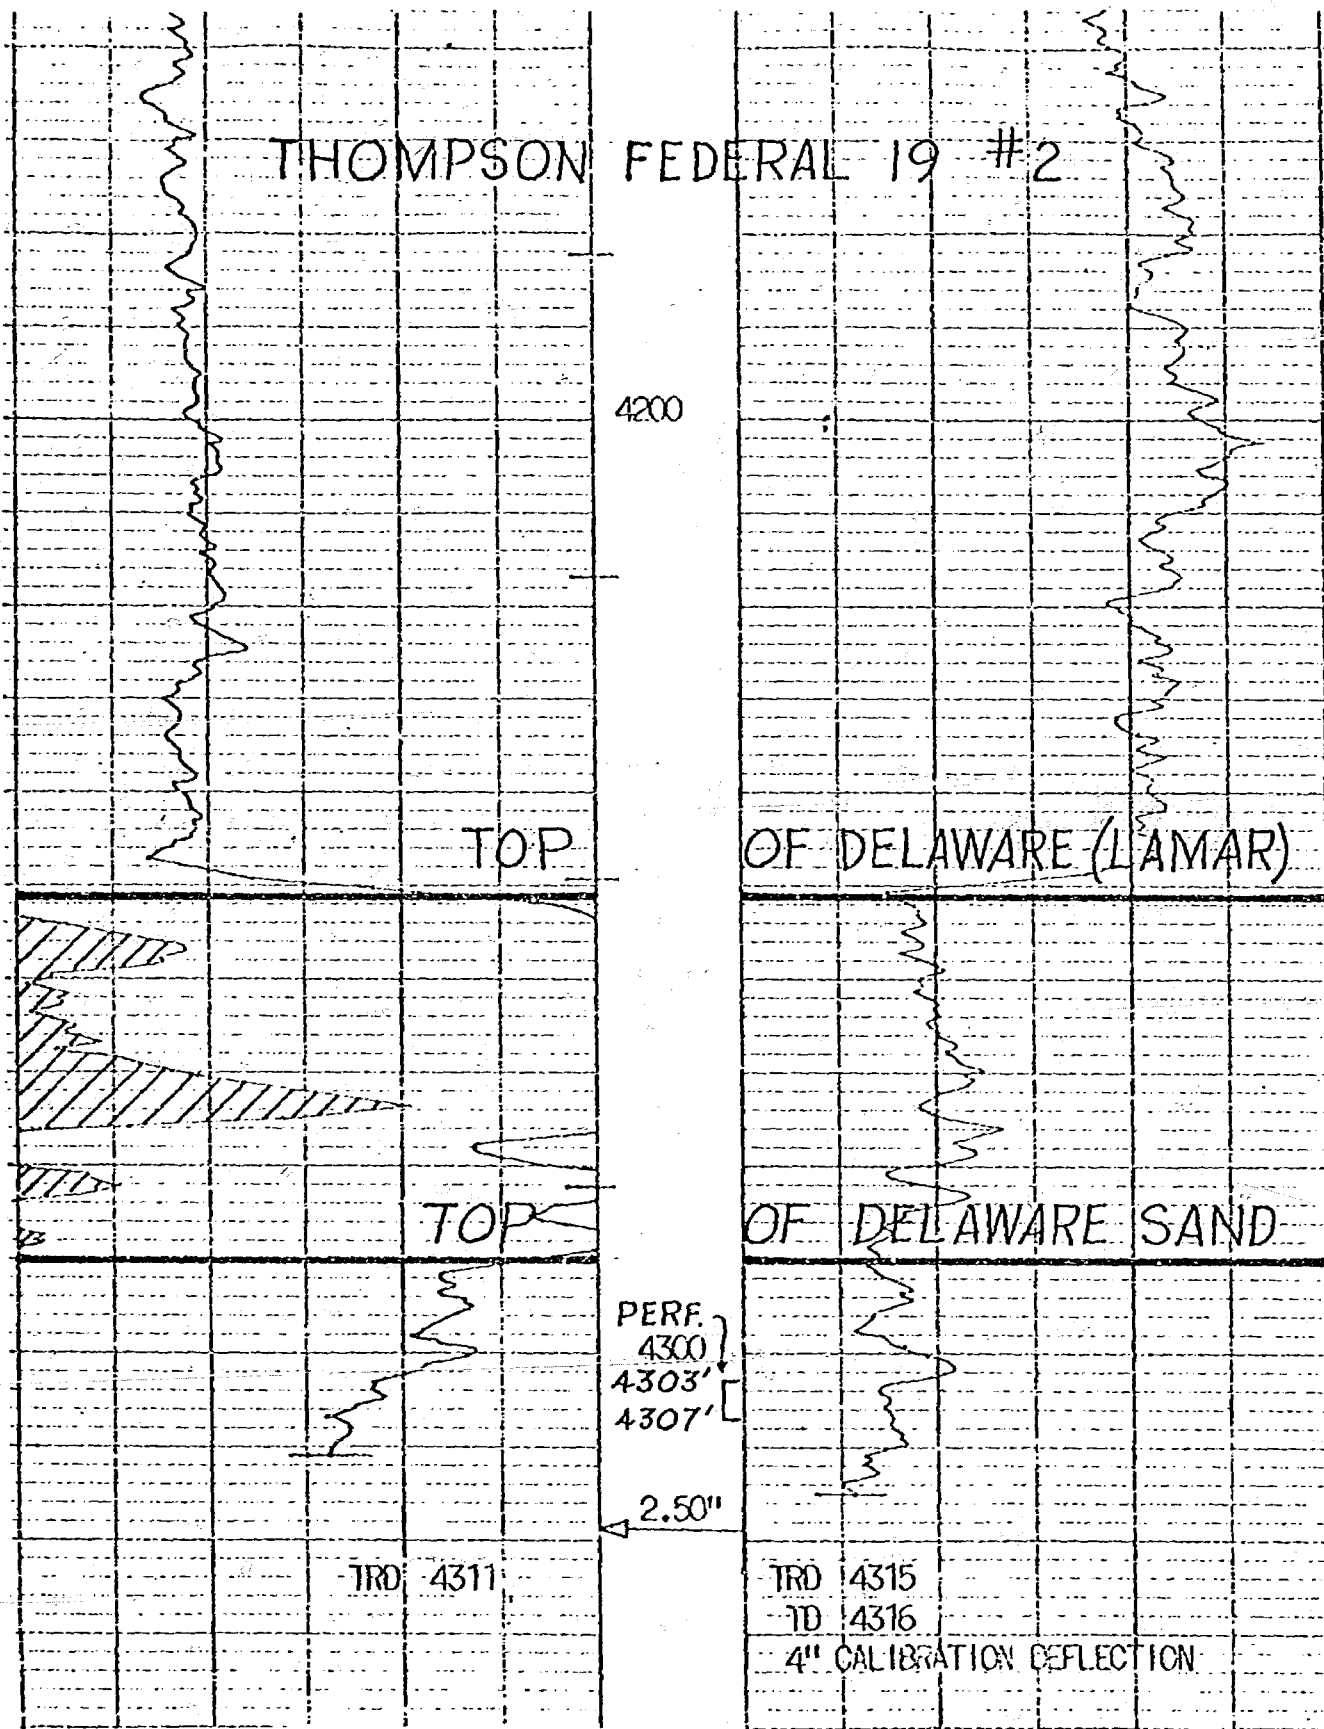 THOMPSON FEDERAL 19 #2
4200
TOP OF DELAWARE (LAMAR)
TOP OF DELAWARE SAND
PERF.
4300
4303'
4307'
2.50"
TRD 4311
TRD 4315
TD 4316
4" CALIBRATION DEFLECTION